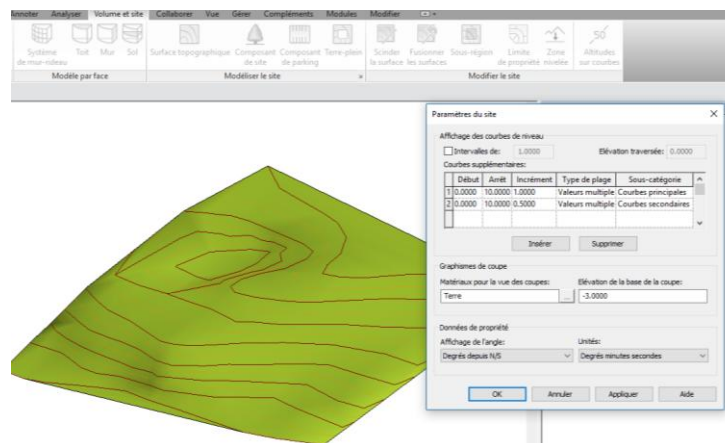 Annoter Analyser Volume et site Collaborer Vue Gérer Compléments Modules Modifier
Système Toit Mur Sol Surface topographique Composant Composant Terre-plein Scinder Fusionner Sous-région Limite Zone Altitudes
de mur-rideau de site de parking la surface les surfaces de propriété nivelée sur courbes
Modèle par face Modéliser le site Modifier le site
Paramètres du site
Affichage des courbes de niveau
Intervalles de: 1.0000 Elévation traversée: 0.0000
Courbes supplémentaires:
Début Arrêt Incrément Type de plage Sous-catégorie
1 0.0000 10.0000 1.0000 Valeurs multiple Courbes principales
2 0.0000 10.0000 0.5000 Valeurs multiple Courbes secondaires
Insérer Supprimer
Graphismes de coupe
Matériaux pour la vue des coupes: Elévation de la base de la coupe:
Terre ... -3.0000
Données de propriété
Affichage de l'angle: Unités:
Degrés depuis N/S Degrés minutes secondes
OK Annuler Appliquer Aide